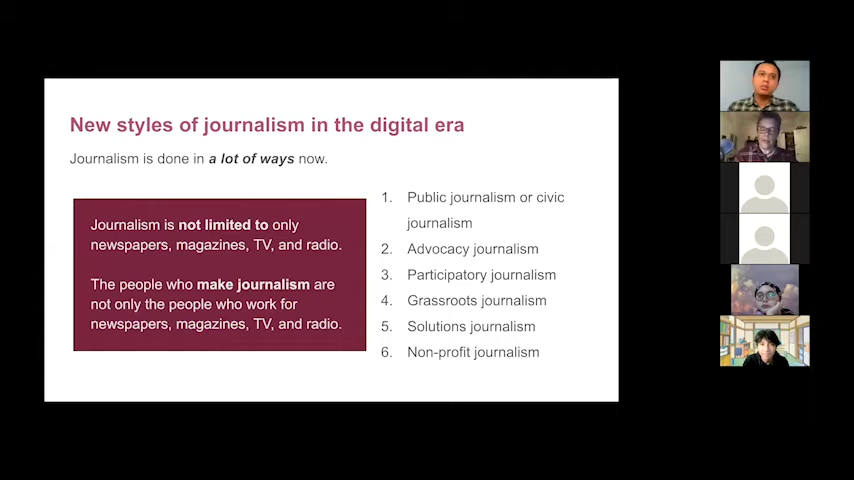 New styles of journalism in the digital era
Journalism is done in a lot of ways now.
Journalism is not limited to only
newspapers, magazines, TV, and radio.
The people who make journalism are
not only the people who work for
newspapers, magazines, TV, and radio.
1. Public journalism or civic
journalism
2. Advocacy journalism
3. Participatory journalism
4. Grassroots journalism
5. Solutions journalism
6. Non-profit journalism